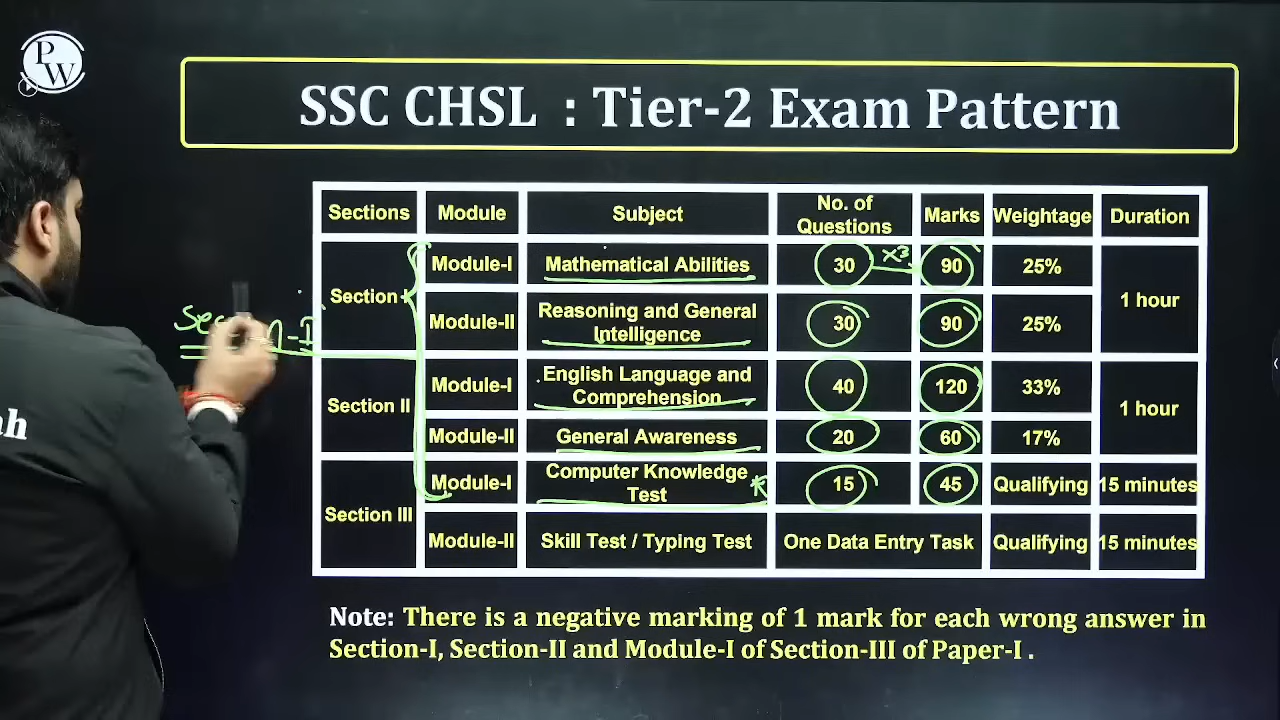 PW
SSC CHSL : Tier-2 Exam Pattern
Sections Module Subject No. of Questions Marks Weightage Duration
Section I Module-I Mathematical Abilities 30 ×3 90 25% 1 hour
Module-II Reasoning and General Intelligence 30 90 25%
Section II Module-I English Language and Comprehension 40 120 33% 1 hour
Module-II General Awareness 20 60 17%
Section III Module-I Computer Knowledge Test 15 45 Qualifying 15 minutes
Module-II Skill Test / Typing Test One Data Entry Task Qualifying 15 minutes
Note: There is a negative marking of 1 mark for each wrong answer in
Section-I, Section-II and Module-I of Section-III of Paper-I .